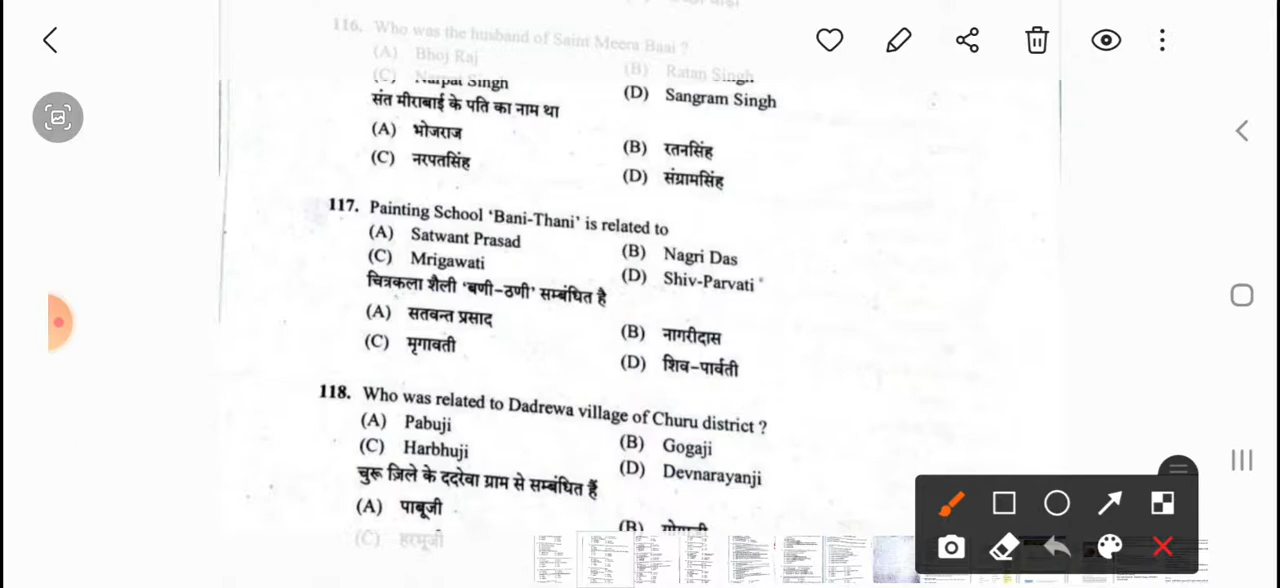 116. Who was the husband of Saint Meera Baai ?
(A) Bhoj Raj (B) Ratan Singh
(C) Narpat Singh (D) Sangram Singh
संत मीराबाई के पति का नाम था
(A) भोजराज (B) रतनसिंह
(C) नरपतसिंह (D) संग्रामसिंह
117. Painting School ‘Bani-Thani’ is related to
(A) Satwant Prasad (B) Nagri Das
(C) Mrigawati (D) Shiv-Parvati
चित्रकला शैली ‘बणी-ठणी’ सम्बंधित है
(A) सतवन्त प्रसाद (B) नागरीदास
(C) मृगावती (D) शिव-पार्वती
118. Who was related to Dadrewa village of Churu district ?
(A) Pabuji (B) Gogaji
(C) Harbhuji (D) Devnarayanji
चुरू ज़िले के ददरेवा ग्राम से सम्बंधित हैं
(A) पाबूजी (B)
(C) हरभूजी